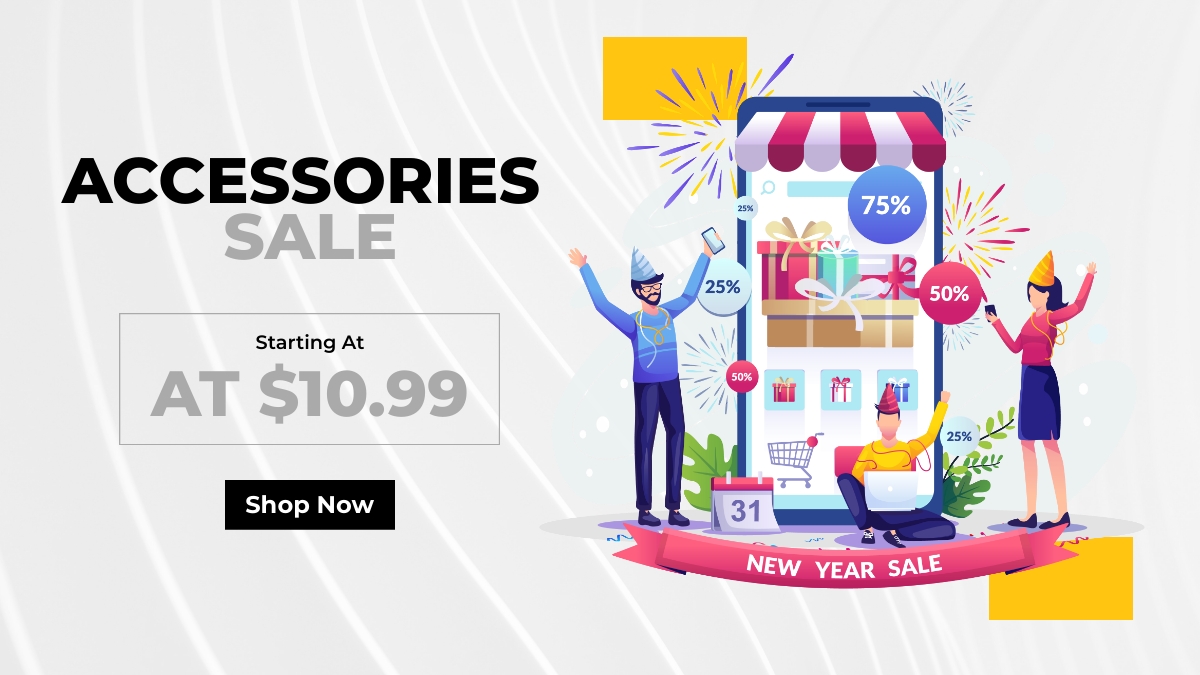 ACCESSORIES
SALE
Starting At
AT $10.99
Shop Now
75%
25%
25%
50%
50%
25%
31
NEW YEAR SALE